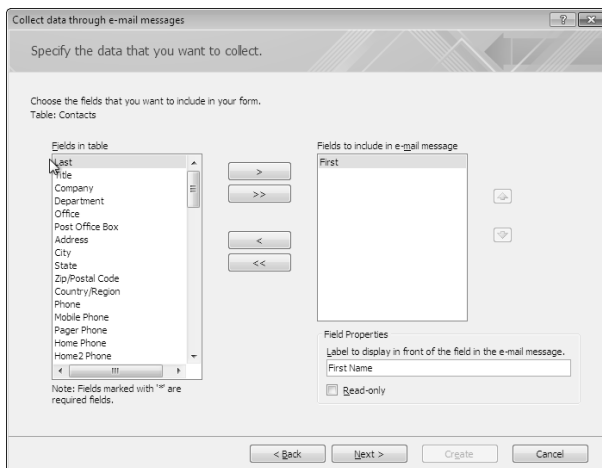 Collect data through e-mail messages
Specify the data that you want to collect.
Choose the fields that you want to include in your form.
Table: Contacts
Fields in table
Last
Title
Company
Department
Office
Post Office Box
Address
City
State
Zip/Postal Code
Country/Region
Phone
Mobile Phone
Pager Phone
Home Phone
Home2 Phone
Note: Fields marked with '*' are
required fields.
>
>>
<
<<
Fields to include in e-mail message
First
Field Properties
Label to display in front of the field in the e-mail message.
First Name
Read-only
< Back
Next >
Create
Cancel